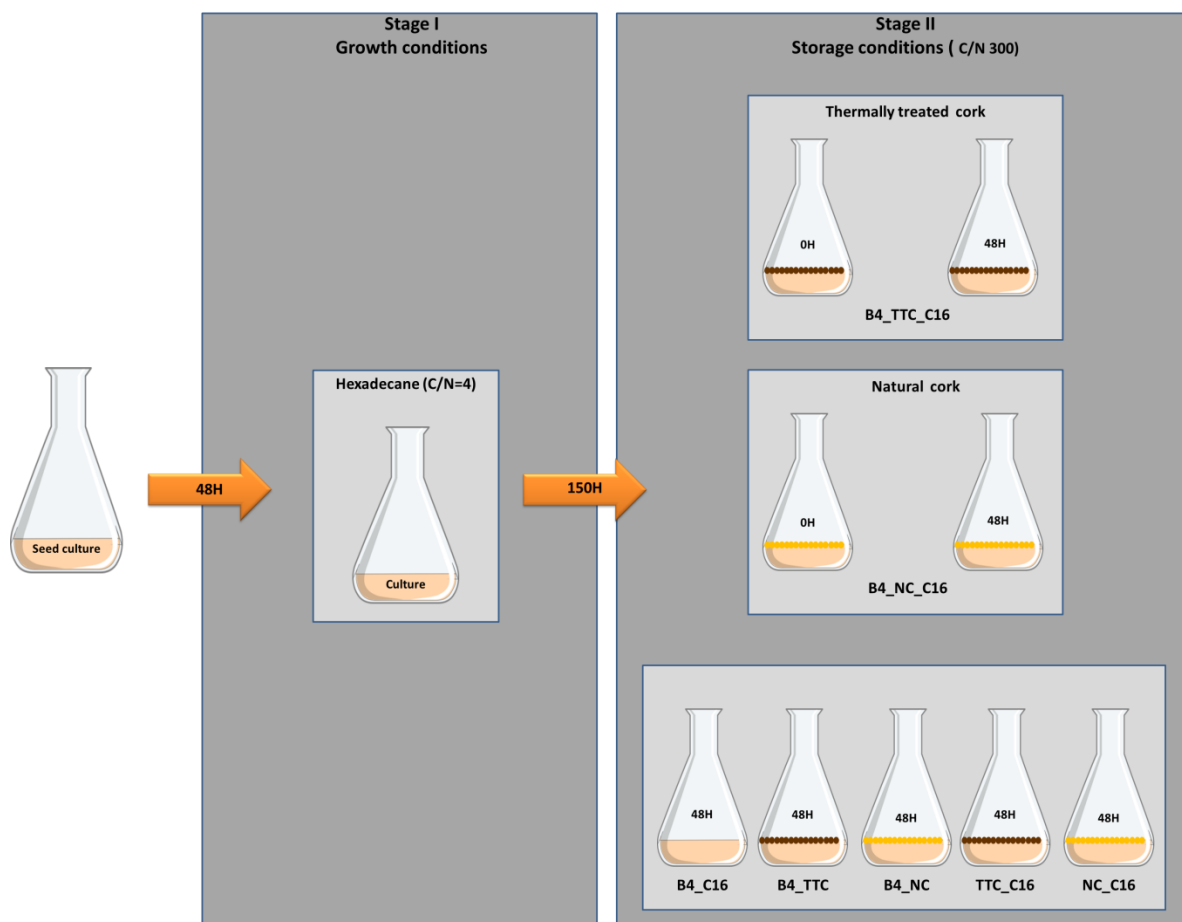 Stage I
Growth conditions
Stage II
Storage conditions ( C/N 300)
Thermally treated cork
0H
48H
B4_TTC_C16
Seed culture
48H
Hexadecane (C/N=4)
Culture
150H
Natural cork
0H
48H
B4_NC_C16
48H
48H
48H
48H
48H
B4_C16
B4_TTC
B4_NC
TTC_C16
NC_C16